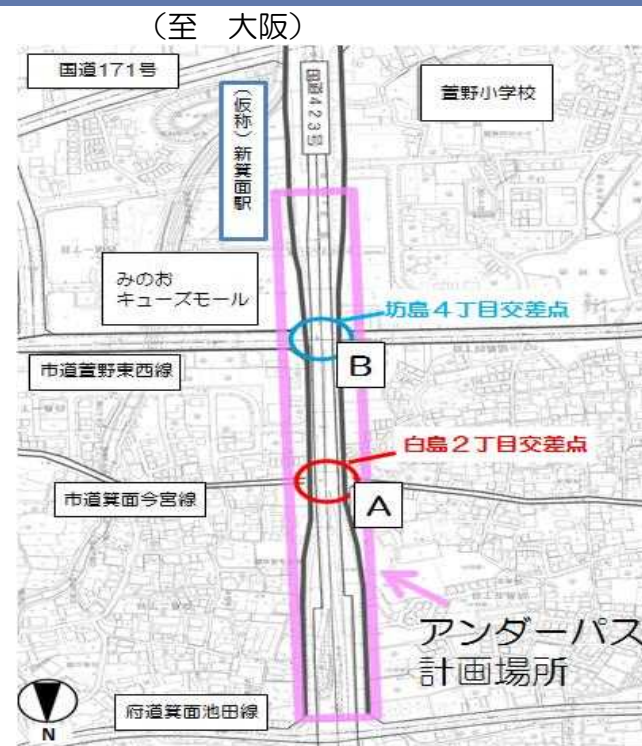 （至　大阪）
国道171号
（仮称）新箕面駅
国道423号
萱野小学校
みのお
キューズモール
坊島４丁目交差点
B
市道萱野東西線
白島２丁目交差点
市道箕面今宮線
A
アンダーパス
計画場所
府道箕面池田線
N